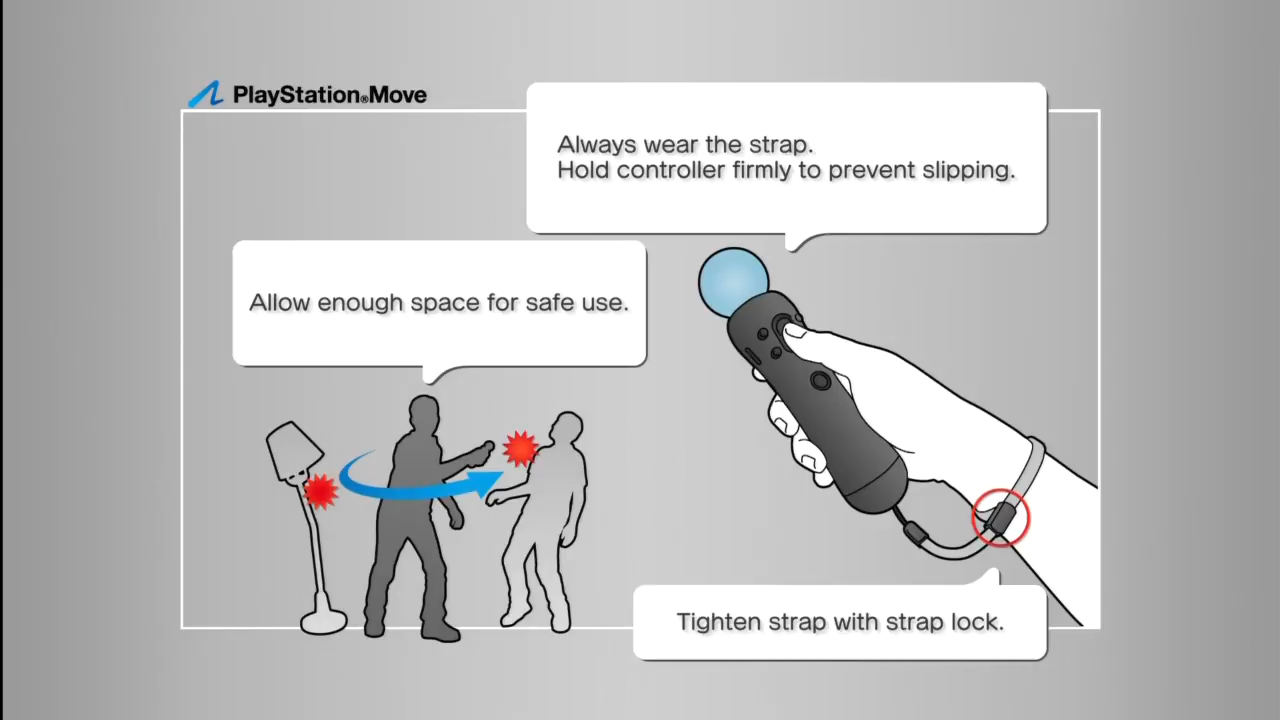 PlayStation®Move
Always wear the strap.
Hold controller firmly to prevent slipping.
Allow enough space for safe use.
Tighten strap with strap lock.